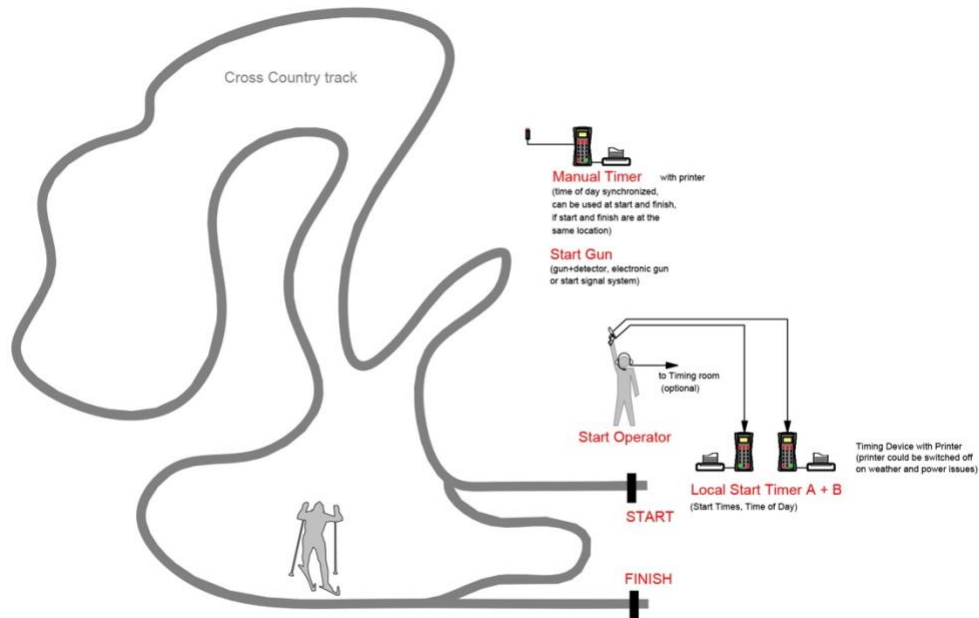 Cross Country track
Manual Timer with printer
(time of day synchronized,
can be used at start and finish,
if start and finish are at the
same location)
Start Gun
(gun+detector, electronic gun
or start signal system)
to Timing room
(optional)
Start Operator
Timing Device with Printer
(printer could be switched off
on weather and power issues)
Local Start Timer A + B
(Start Times, Time of Day)
START
FINISH